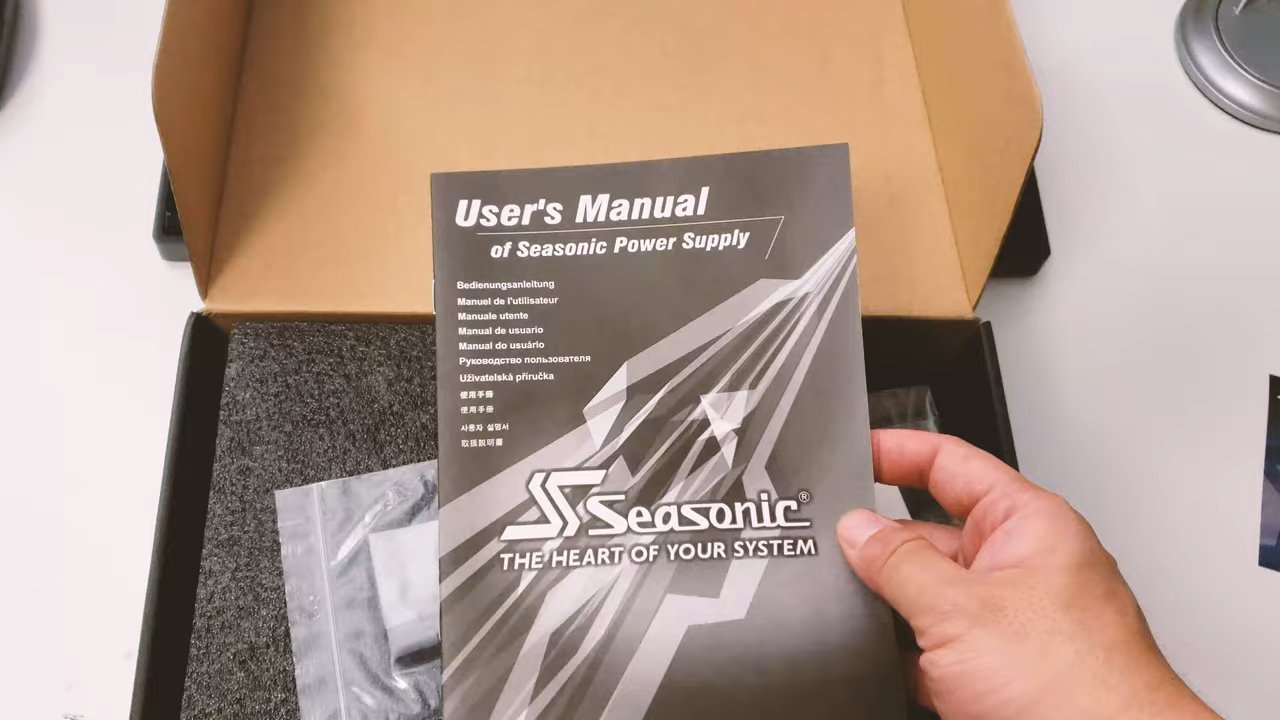 User's Manual
of Seasonic Power Supply
Bedienungsanleitung
Manuel de l'utilisateur
Manuale utente
Manual de usuario
Manual do usuário
Руководство пользователя
Uživatelská příručka
使用手冊
使用手册
사용자 설명서
取扱説明書
Seasonic®
THE HEART OF YOUR SYSTEM